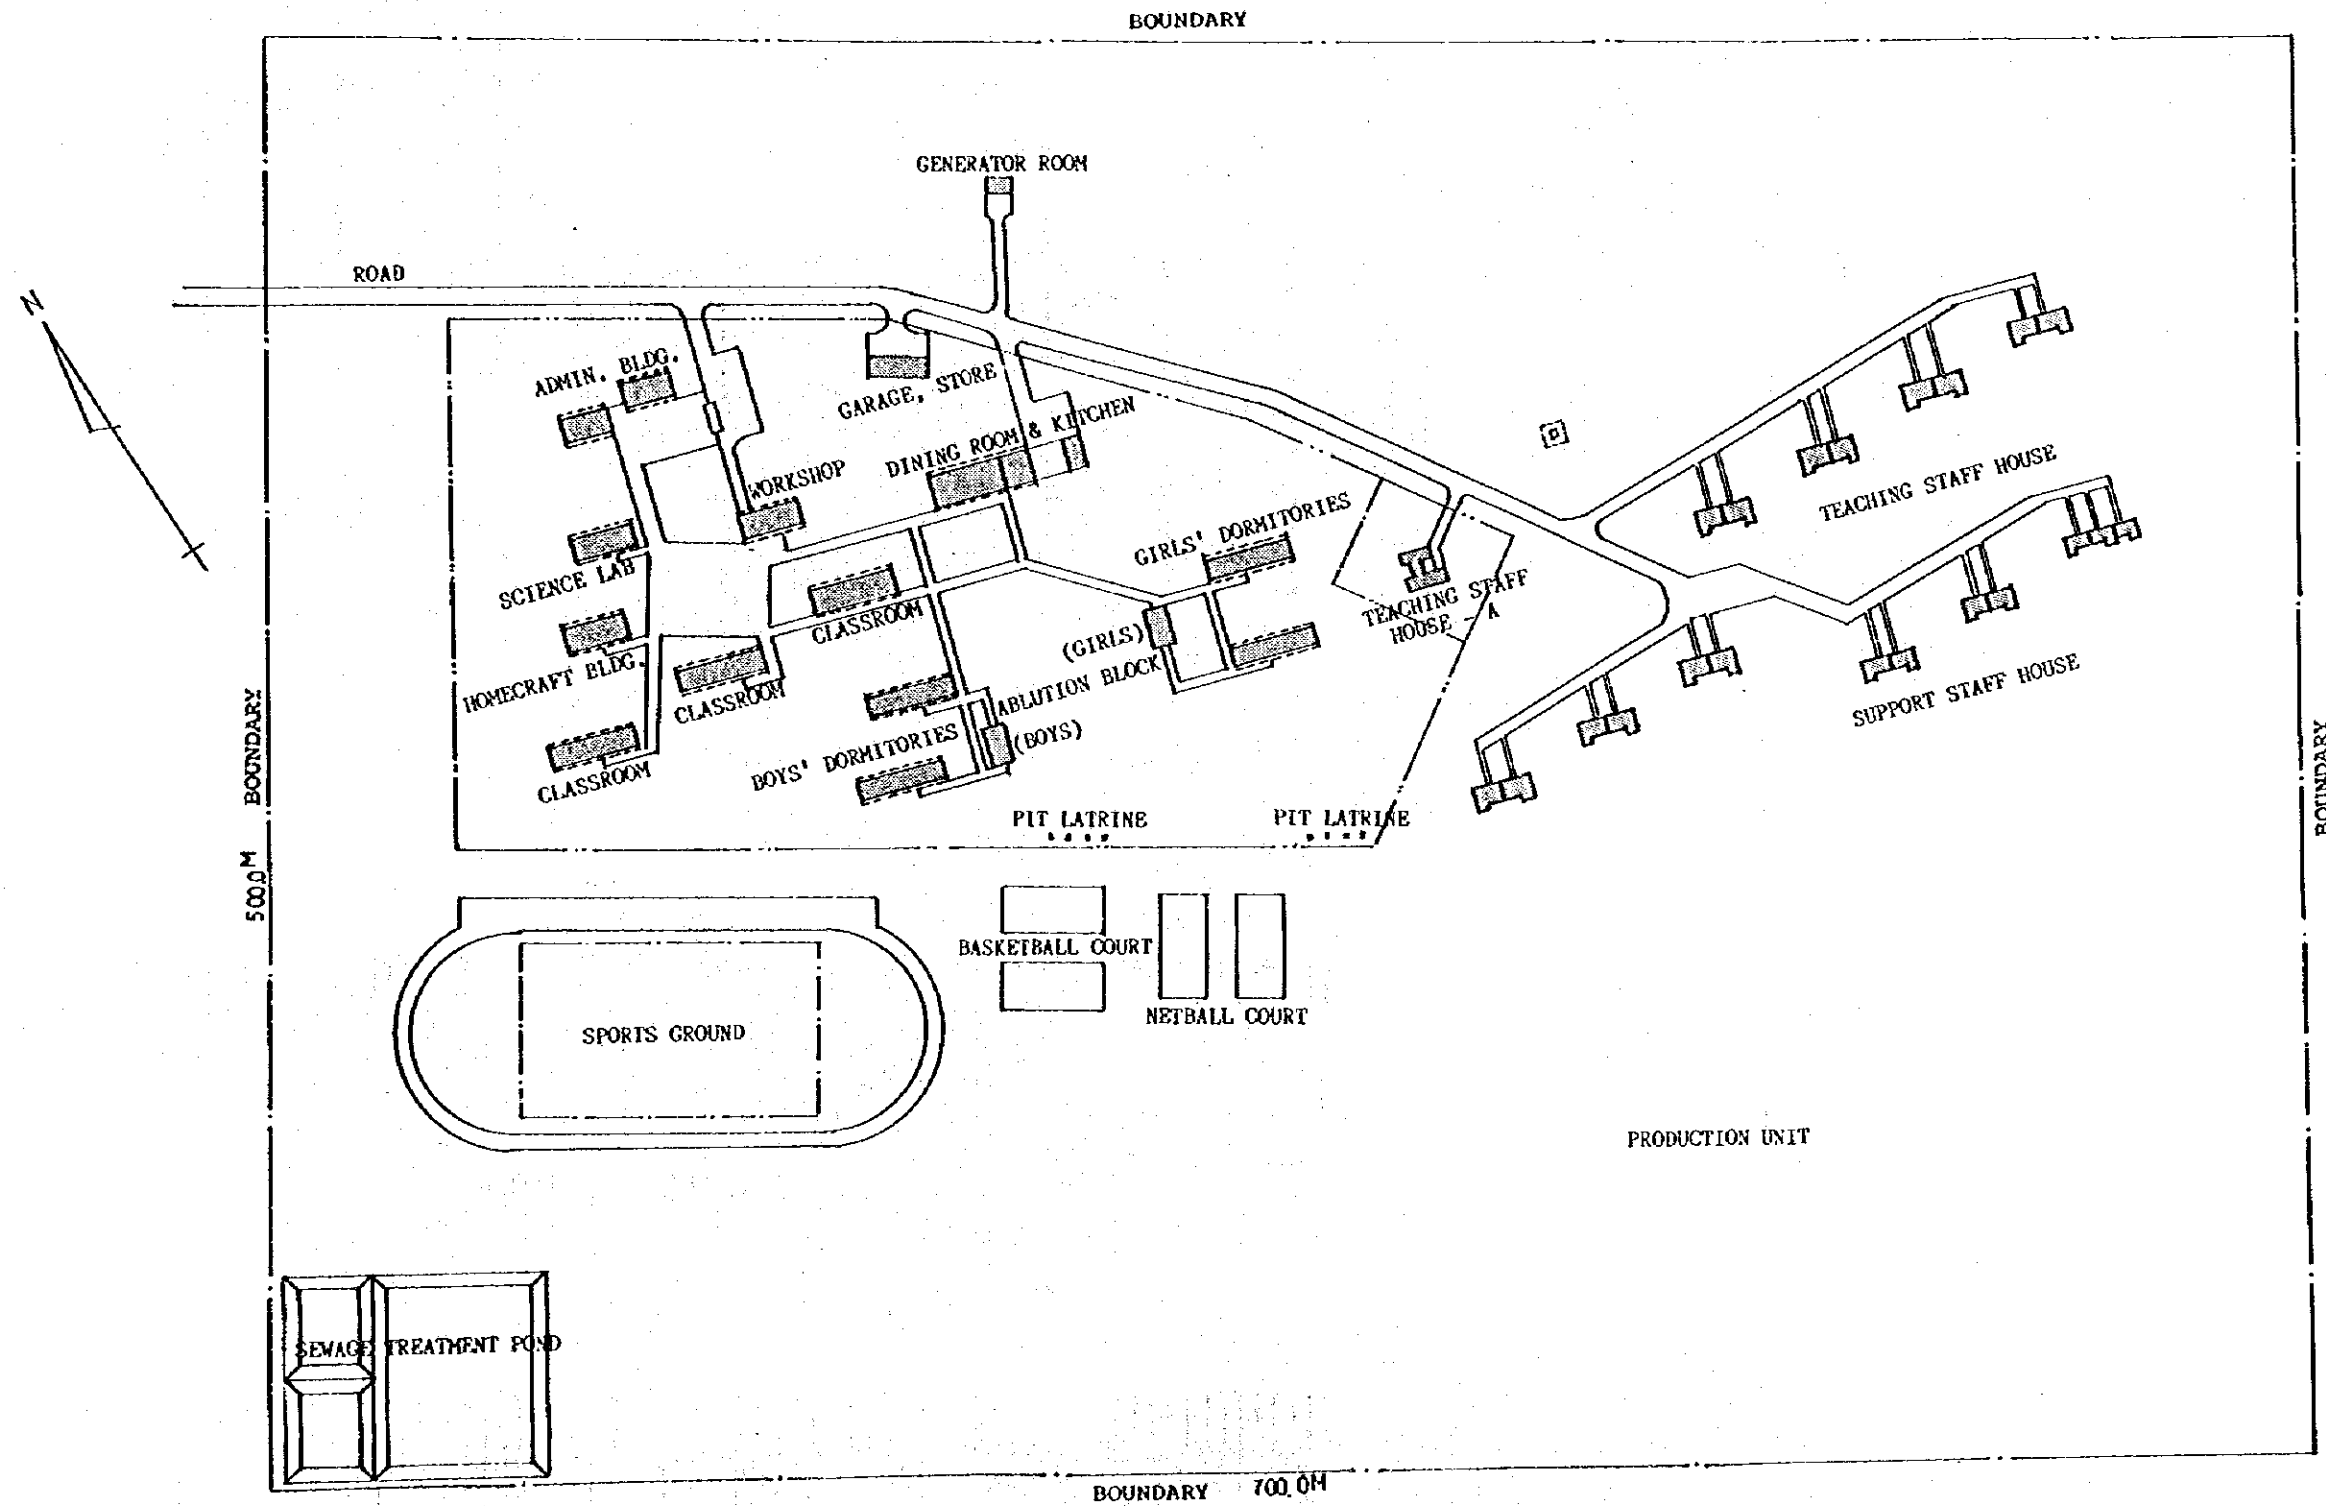 BOUNDARY
GENERATOR ROOM
N
ROAD
ADMIN. BLDG.
GARAGE, STORE
DINING ROOM & KITCHEN
WORKSHOP
TEACHING STAFF HOUSE
GIRLS' DORMITORIES
SCIENCE LAB
TEACHING STAFF
HOUSE - A
CLASSROOM
(GIRLS)
HOMECRAFT BLDG.
CLASSROOM
ABLUTION BLOCK
SUPPORT STAFF HOUSE
BOUNDARY
BOYS' DORMITORIES
(BOYS)
CLASSROOM
BOUNDARY
PIT LATRINE
PIT LATRINE
500.0M
BASKETBALL COURT
NETBALL COURT
SPORTS GROUND
PRODUCTION UNIT
SEWAGE TREATMENT POND
BOUNDARY 700.0M